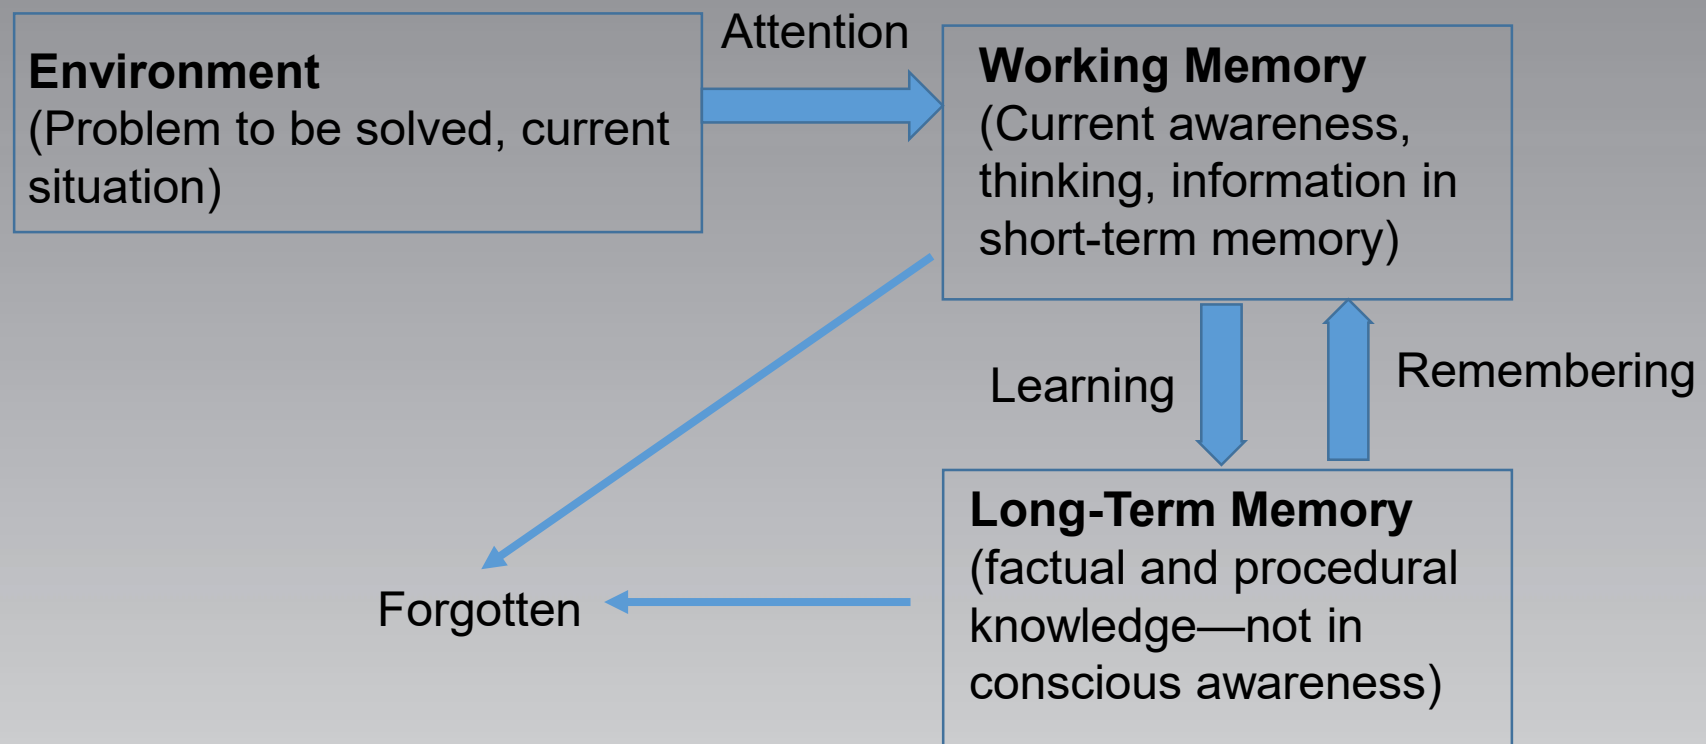 Attention
Environment
(Problem to be solved, current
situation)
Working Memory
(Current awareness,
thinking, information in
short-term memory)
Learning
Remembering
Long-Term Memory
(factual and procedural
knowledge—not in
conscious awareness)
Forgotten